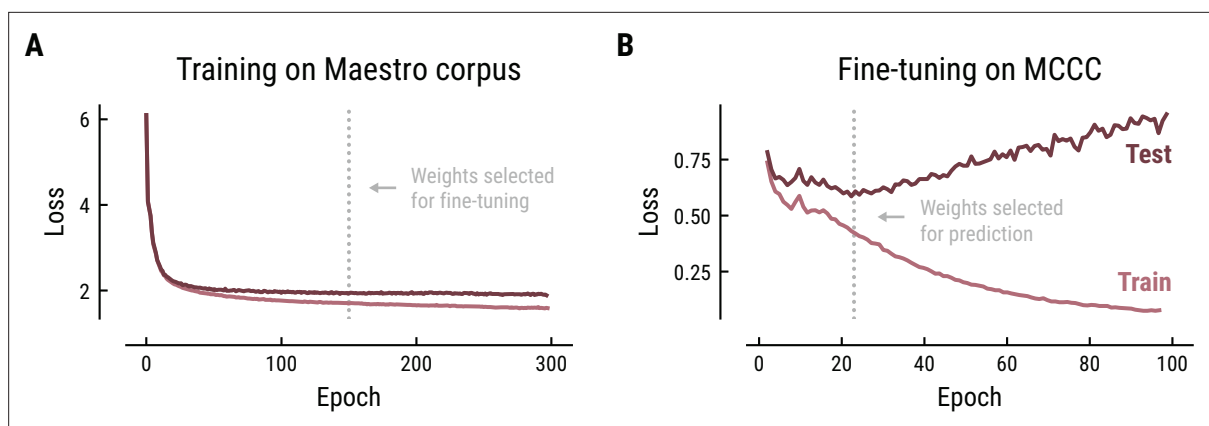 A
Training on Maestro corpus
6
4
2
Loss
Weights selected
for fine-tuning
0
100
200
300
Epoch
B
Fine-tuning on MCCC
0.75
0.50
0.25
Loss
Test
Weights selected
for prediction
Train
0
20
40
60
80
100
Epoch